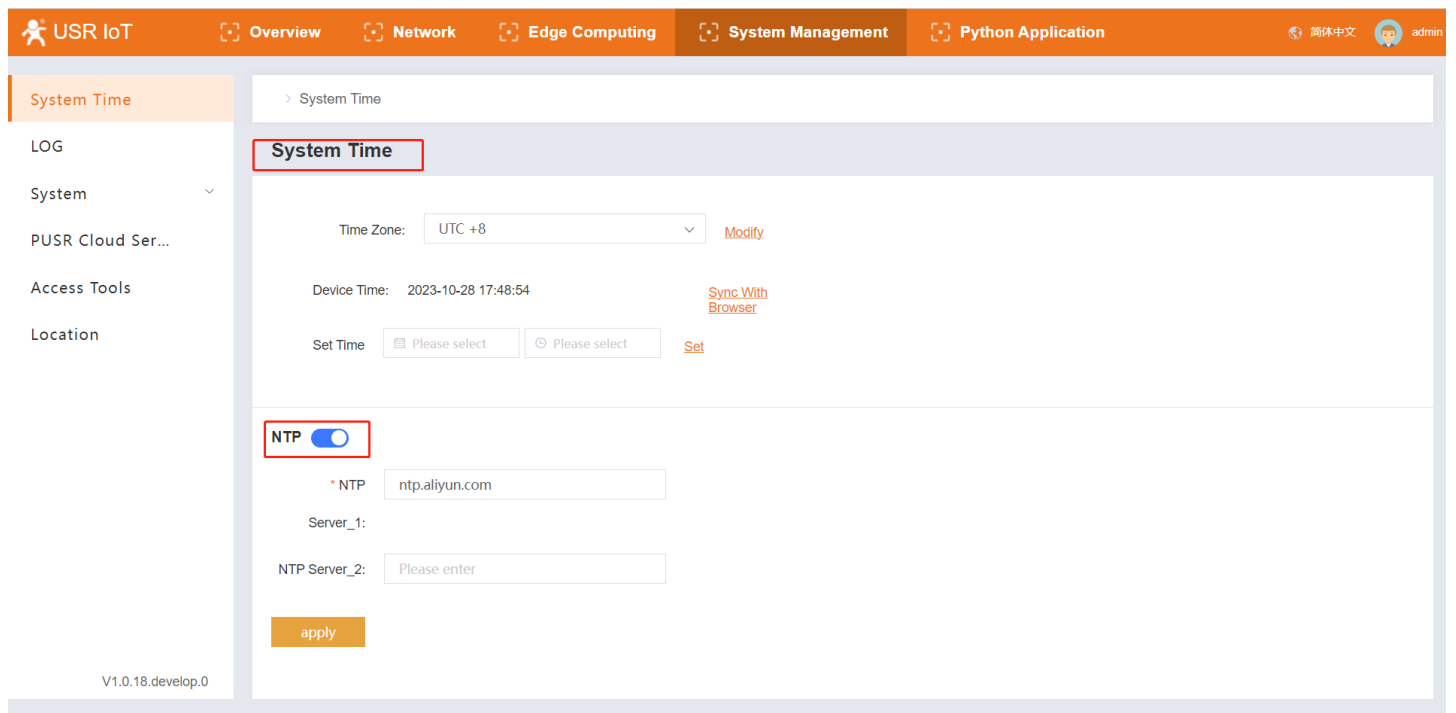 USR IoT Overview Network Edge Computing System Management Python Application 简体中文 admin
System Time
LOG
System
PUSR Cloud Ser...
Access Tools
Location
V1.0.18.develop.0
System Time
System Time
Time Zone: UTC +8 Modify
Device Time: 2023-10-28 17:48:54 Sync With
Browser
Set Time Please select Please select Set
NTP
* NTP ntp.aliyun.com
Server_1:
NTP Server_2: Please enter
apply